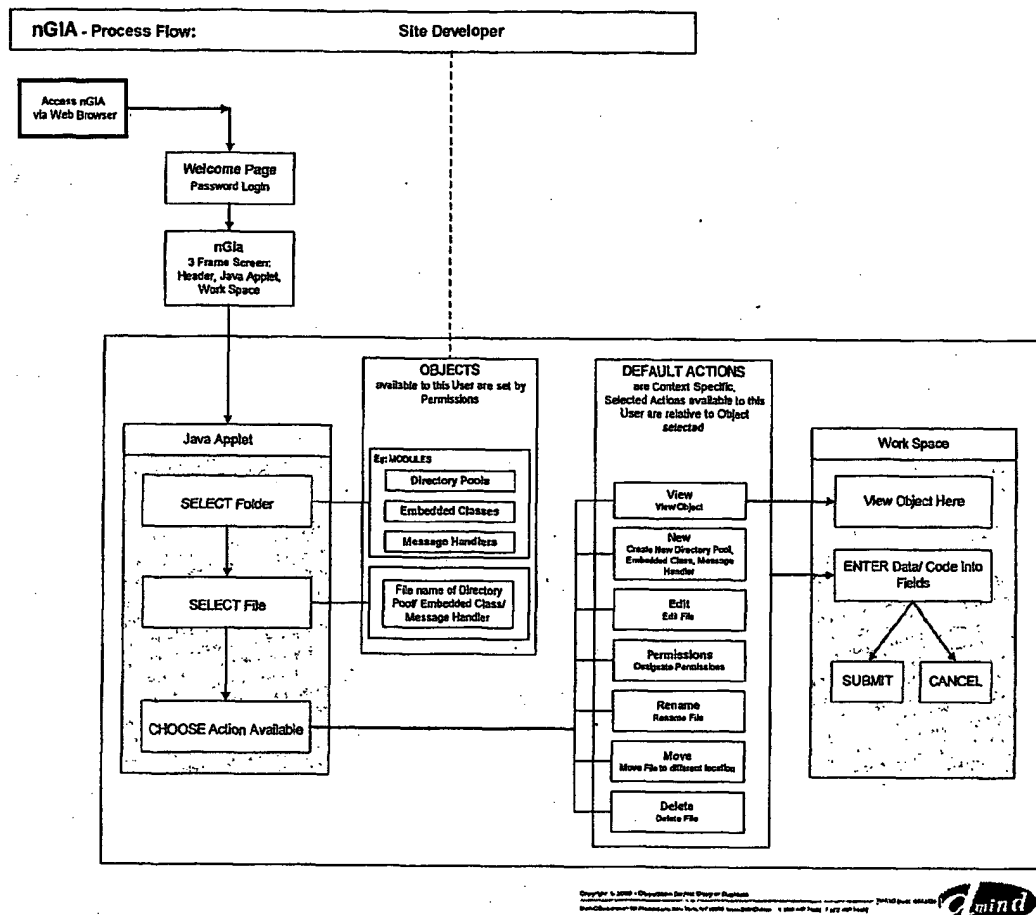 nGIA - Process Flow: Site Developer
Access nGIA
via Web Browser
Welcome Page
Password Login
nGia
3 Frame Screen:
Header, Java Applet,
Work Space
Java Applet
SELECT Folder
SELECT File
CHOOSE Action Available
OBJECTS
available to this User are set by
Permissions
Eg: MODULES
Directory Pools
Embedded Classes
Message Handlers
File name of Directory
Pool/ Embedded Class/
Message Handler
DEFAULT ACTIONS
are Context Specific,
Selected Actions available to this
User are relative to Object
selected
View
View Object
New
Create New Directory Pool,
Embedded Class, Message
Handler
Edit
Edit File
Permissions
Designate Permissions
Rename
Rename File
Move
Move File to different location
Delete
Delete File
Work Space
View Object Here
ENTER Data/ Code into
Fields
SUBMIT
CANCEL
dmind